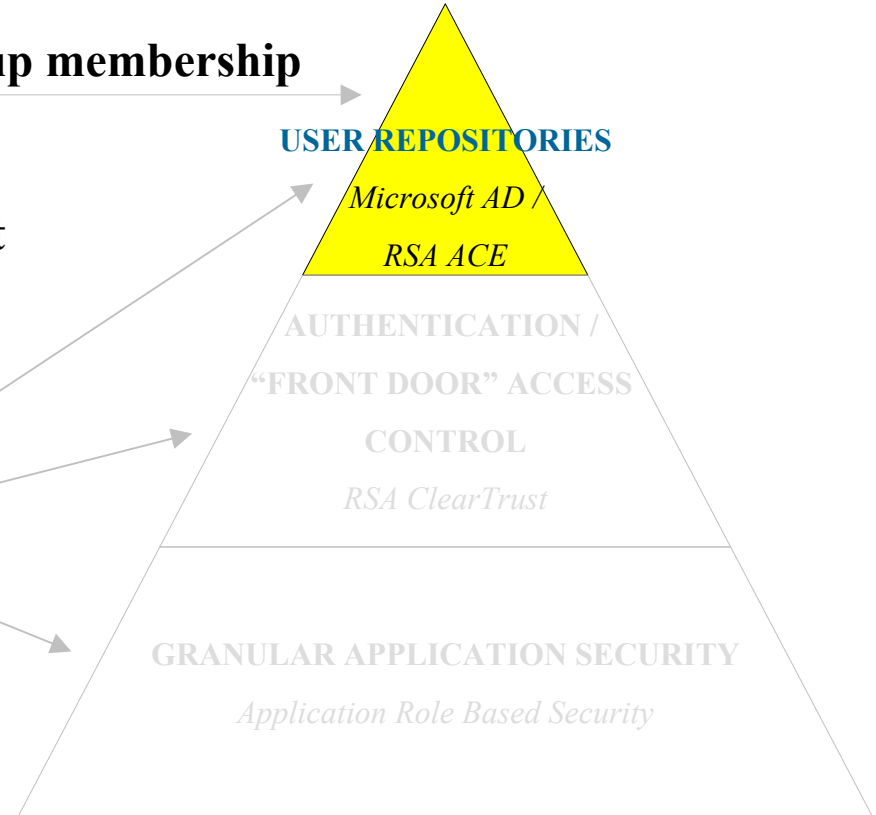 up membership
USER REPOSITORIES
Microsoft AD /
RSA ACE
AUTHENTICATION /
“FRONT DOOR” ACCESS
CONTROL
RSA ClearTrust
GRANULAR APPLICATION SECURITY
Application Role Based Security